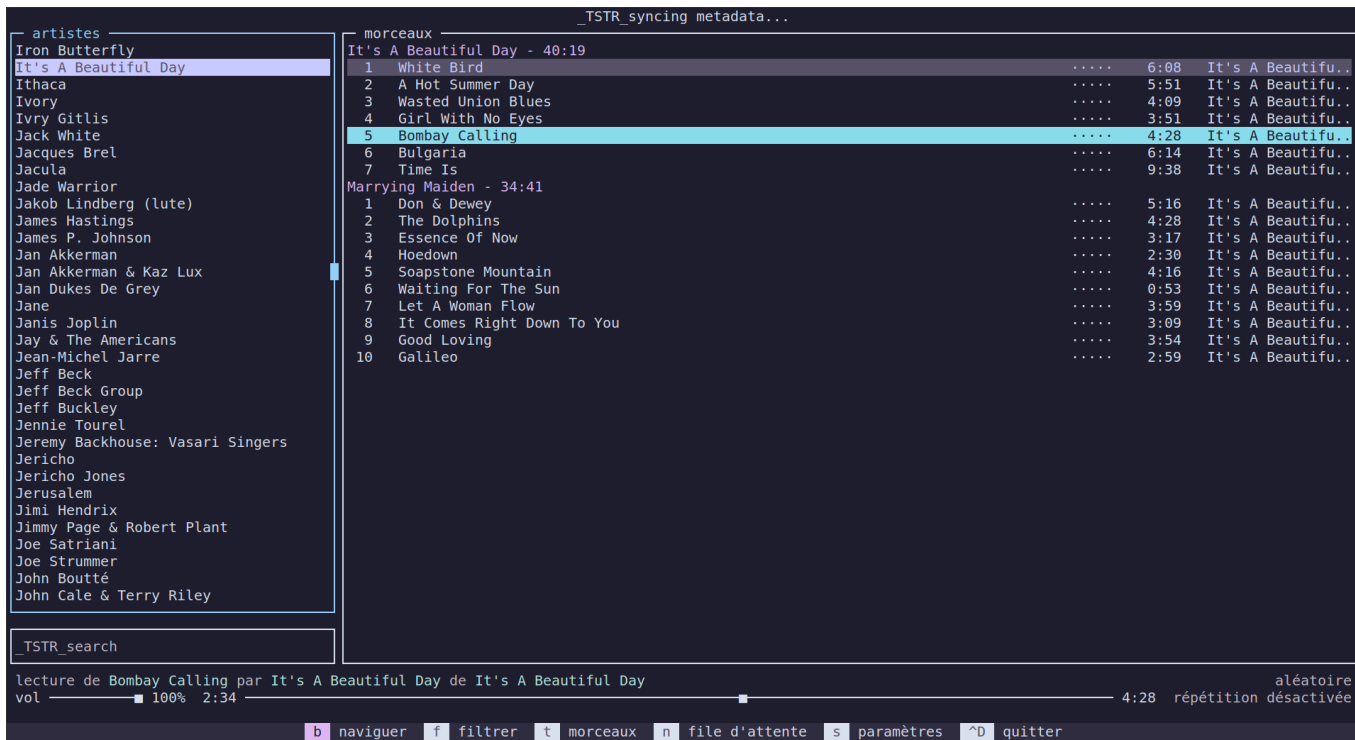 _TSTR_syncing metadata...
artistes
Iron Butterfly
It's A Beautiful Day
Ithaca
Ivory
Ivry Gitlis
Jack White
Jacques Brel
Jacula
Jade Warrior
Jakob Lindberg (lute)
James Hastings
James P. Johnson
Jan Akkerman
Jan Akkerman & Kaz Lux
Jan Dukes De Grey
Jane
Janis Joplin
Jay & The Americans
Jean-Michel Jarre
Jeff Beck
Jeff Beck Group
Jeff Buckley
Jennie Tourel
Jeremy Backhouse: Vasari Singers
Jericho
Jericho Jones
Jerusalem
Jimi Hendrix
Jimmy Page & Robert Plant
Joe Satriani
Joe Strummer
John Boutté
John Cale & Terry Riley
_TSTR_search
morceaux
It's A Beautiful Day - 40:19
1 White Bird ····· 6:08 It's A Beautifu..
2 A Hot Summer Day ····· 5:51 It's A Beautifu..
3 Wasted Union Blues ····· 4:09 It's A Beautifu..
4 Girl With No Eyes ····· 3:51 It's A Beautifu..
5 Bombay Calling ····· 4:28 It's A Beautifu..
6 Bulgaria ····· 6:14 It's A Beautifu..
7 Time Is ····· 9:38 It's A Beautifu..
Marrying Maiden - 34:41
1 Don & Dewey ····· 5:16 It's A Beautifu..
2 The Dolphins ····· 4:28 It's A Beautifu..
3 Essence Of Now ····· 3:17 It's A Beautifu..
4 Hoedown ····· 2:30 It's A Beautifu..
5 Soapstone Mountain ····· 4:16 It's A Beautifu..
6 Waiting For The Sun ····· 0:53 It's A Beautifu..
7 Let A Woman Flow ····· 3:59 It's A Beautifu..
8 It Comes Right Down To You ····· 3:09 It's A Beautifu..
9 Good Loving ····· 3:54 It's A Beautifu..
10 Galileo ····· 2:59 It's A Beautifu..
lecture de Bombay Calling par It's A Beautiful Day de It's A Beautiful Day aléatoire
vol 100% 2:34 4:28 répétition désactivée
b naviguer f filtrer t morceaux n file d'attente s paramètres ^D quitter